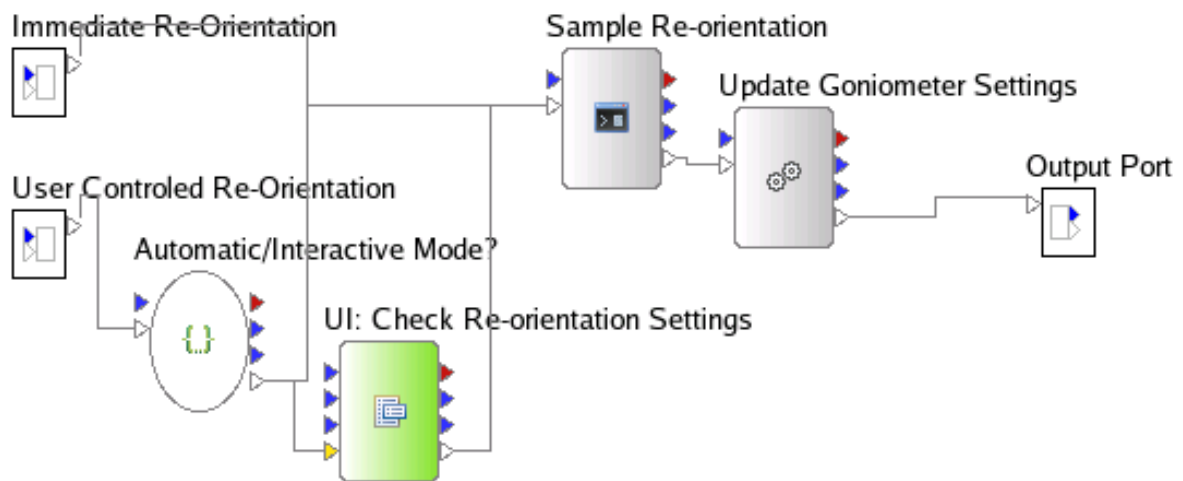 Immediate Re-Orientation
Sample Re-orientation
Update Goniometer Settings
Output Port
User Controled Re-Orientation
Automatic/Interactive Mode?
{...}
UI: Check Re-orientation Settings